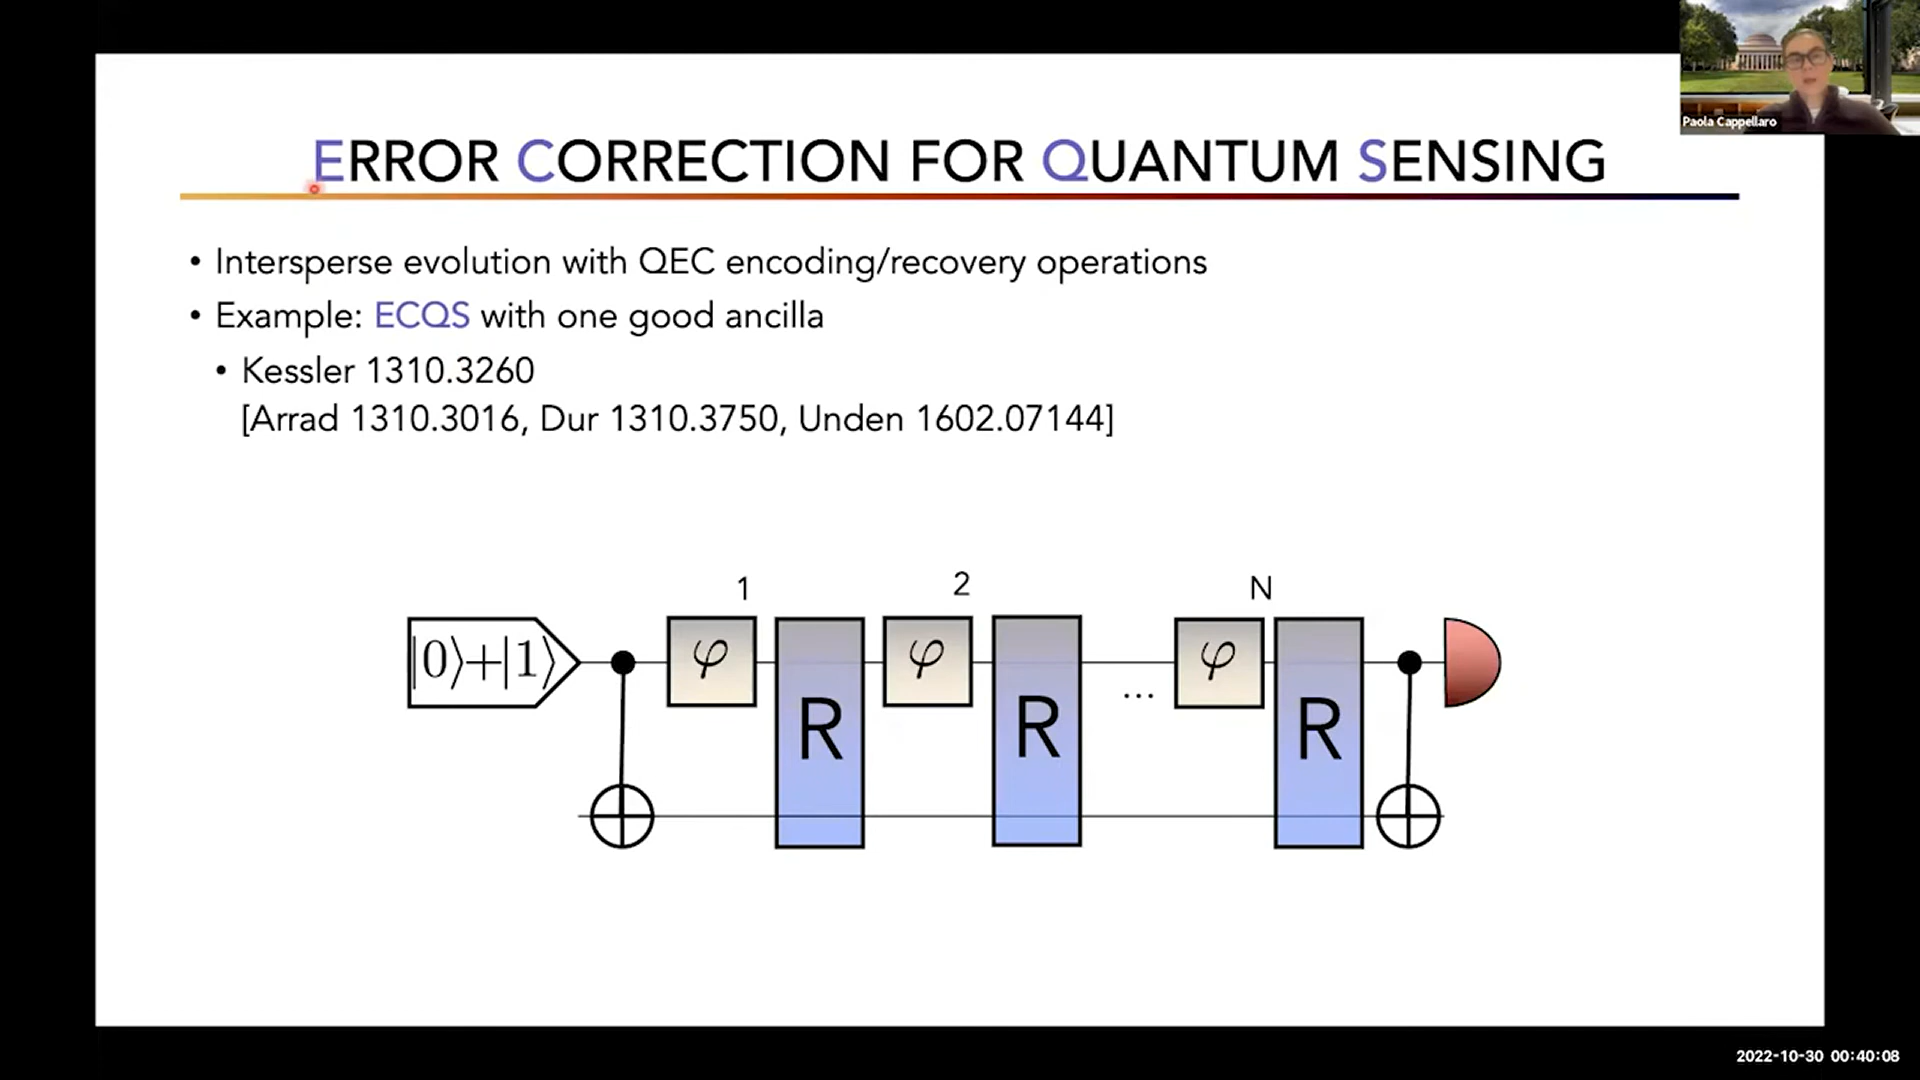 Paola Cappellaro
ERROR CORRECTION FOR QUANTUM SENSING
• Intersperse evolution with QEC encoding/recovery operations
• Example: ECQS with one good ancilla
• Kessler 1310.3260
[Arrad 1310.3016, Dur 1310.3750, Unden 1602.07144]
1 2 N
|0⟩+|1⟩ φ φ ... φ
R R R
2022-10-30 00:40:08